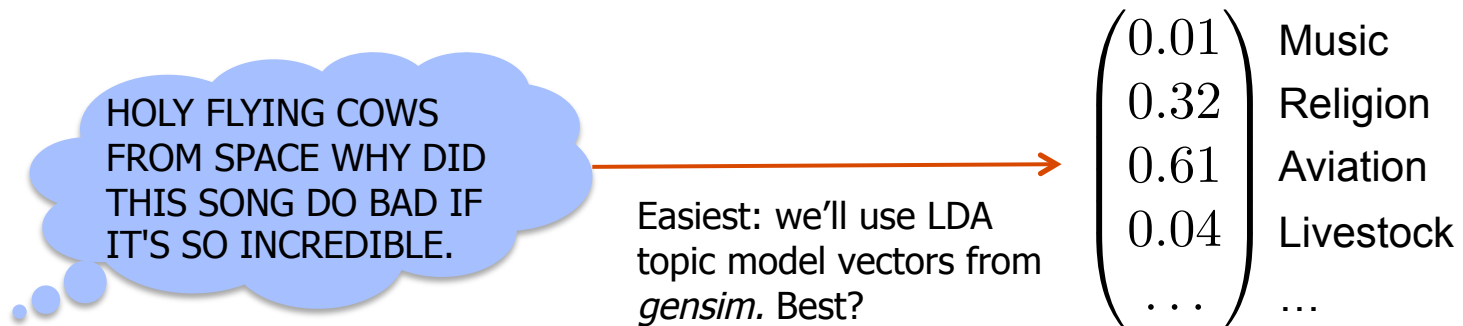 HOLY FLYING COWS
FROM SPACE WHY DID
THIS SONG DO BAD IF
IT'S SO INCREDIBLE.
Easiest: we'll use LDA
topic model vectors from
gensim. Best?
0.01 Music
0.32 Religion
0.61 Aviation
0.04 Livestock
... ...